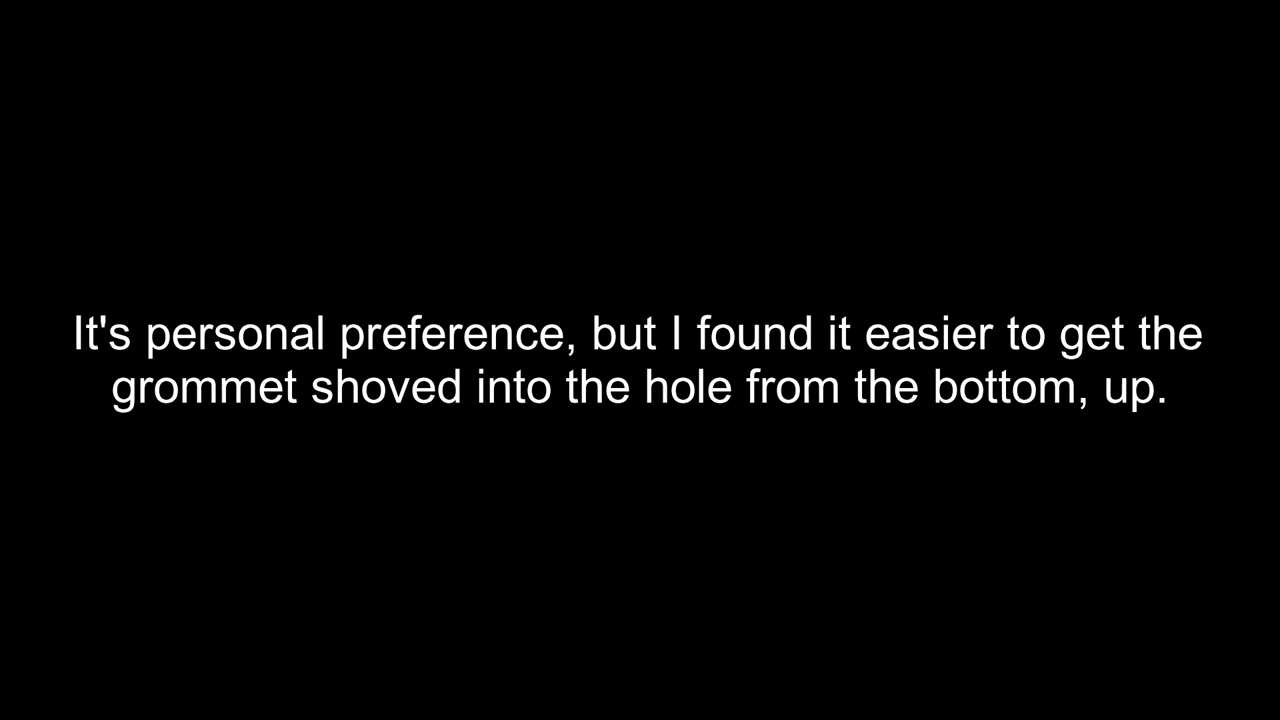 It's personal preference, but I found it easier to get the
grommet shoved into the hole from the bottom, up.